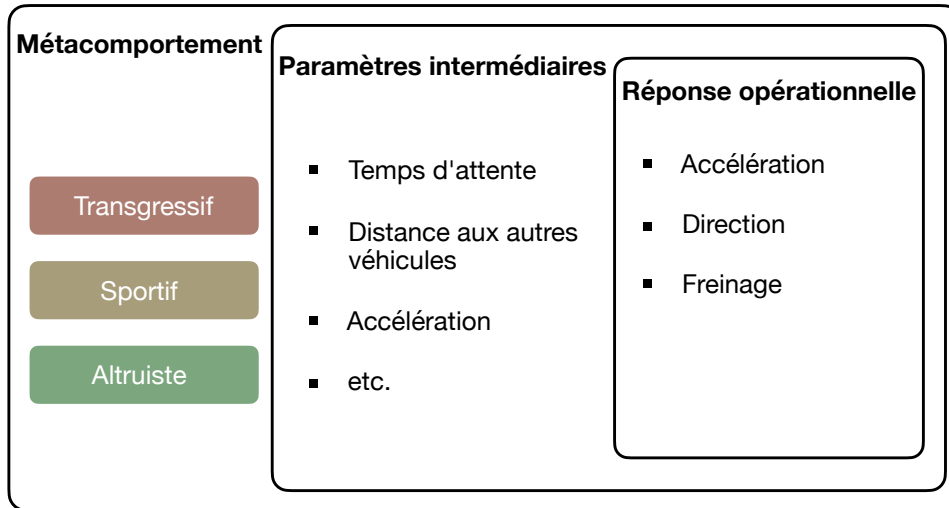 Métacomportement
Transgressif
Sportif
Altruiste
Paramètres intermédiaires
▪ Temps d'attente
▪ Distance aux autres
véhicules
▪ Accélération
▪ etc.
Réponse opérationnelle
▪ Accélération
▪ Direction
▪ Freinage